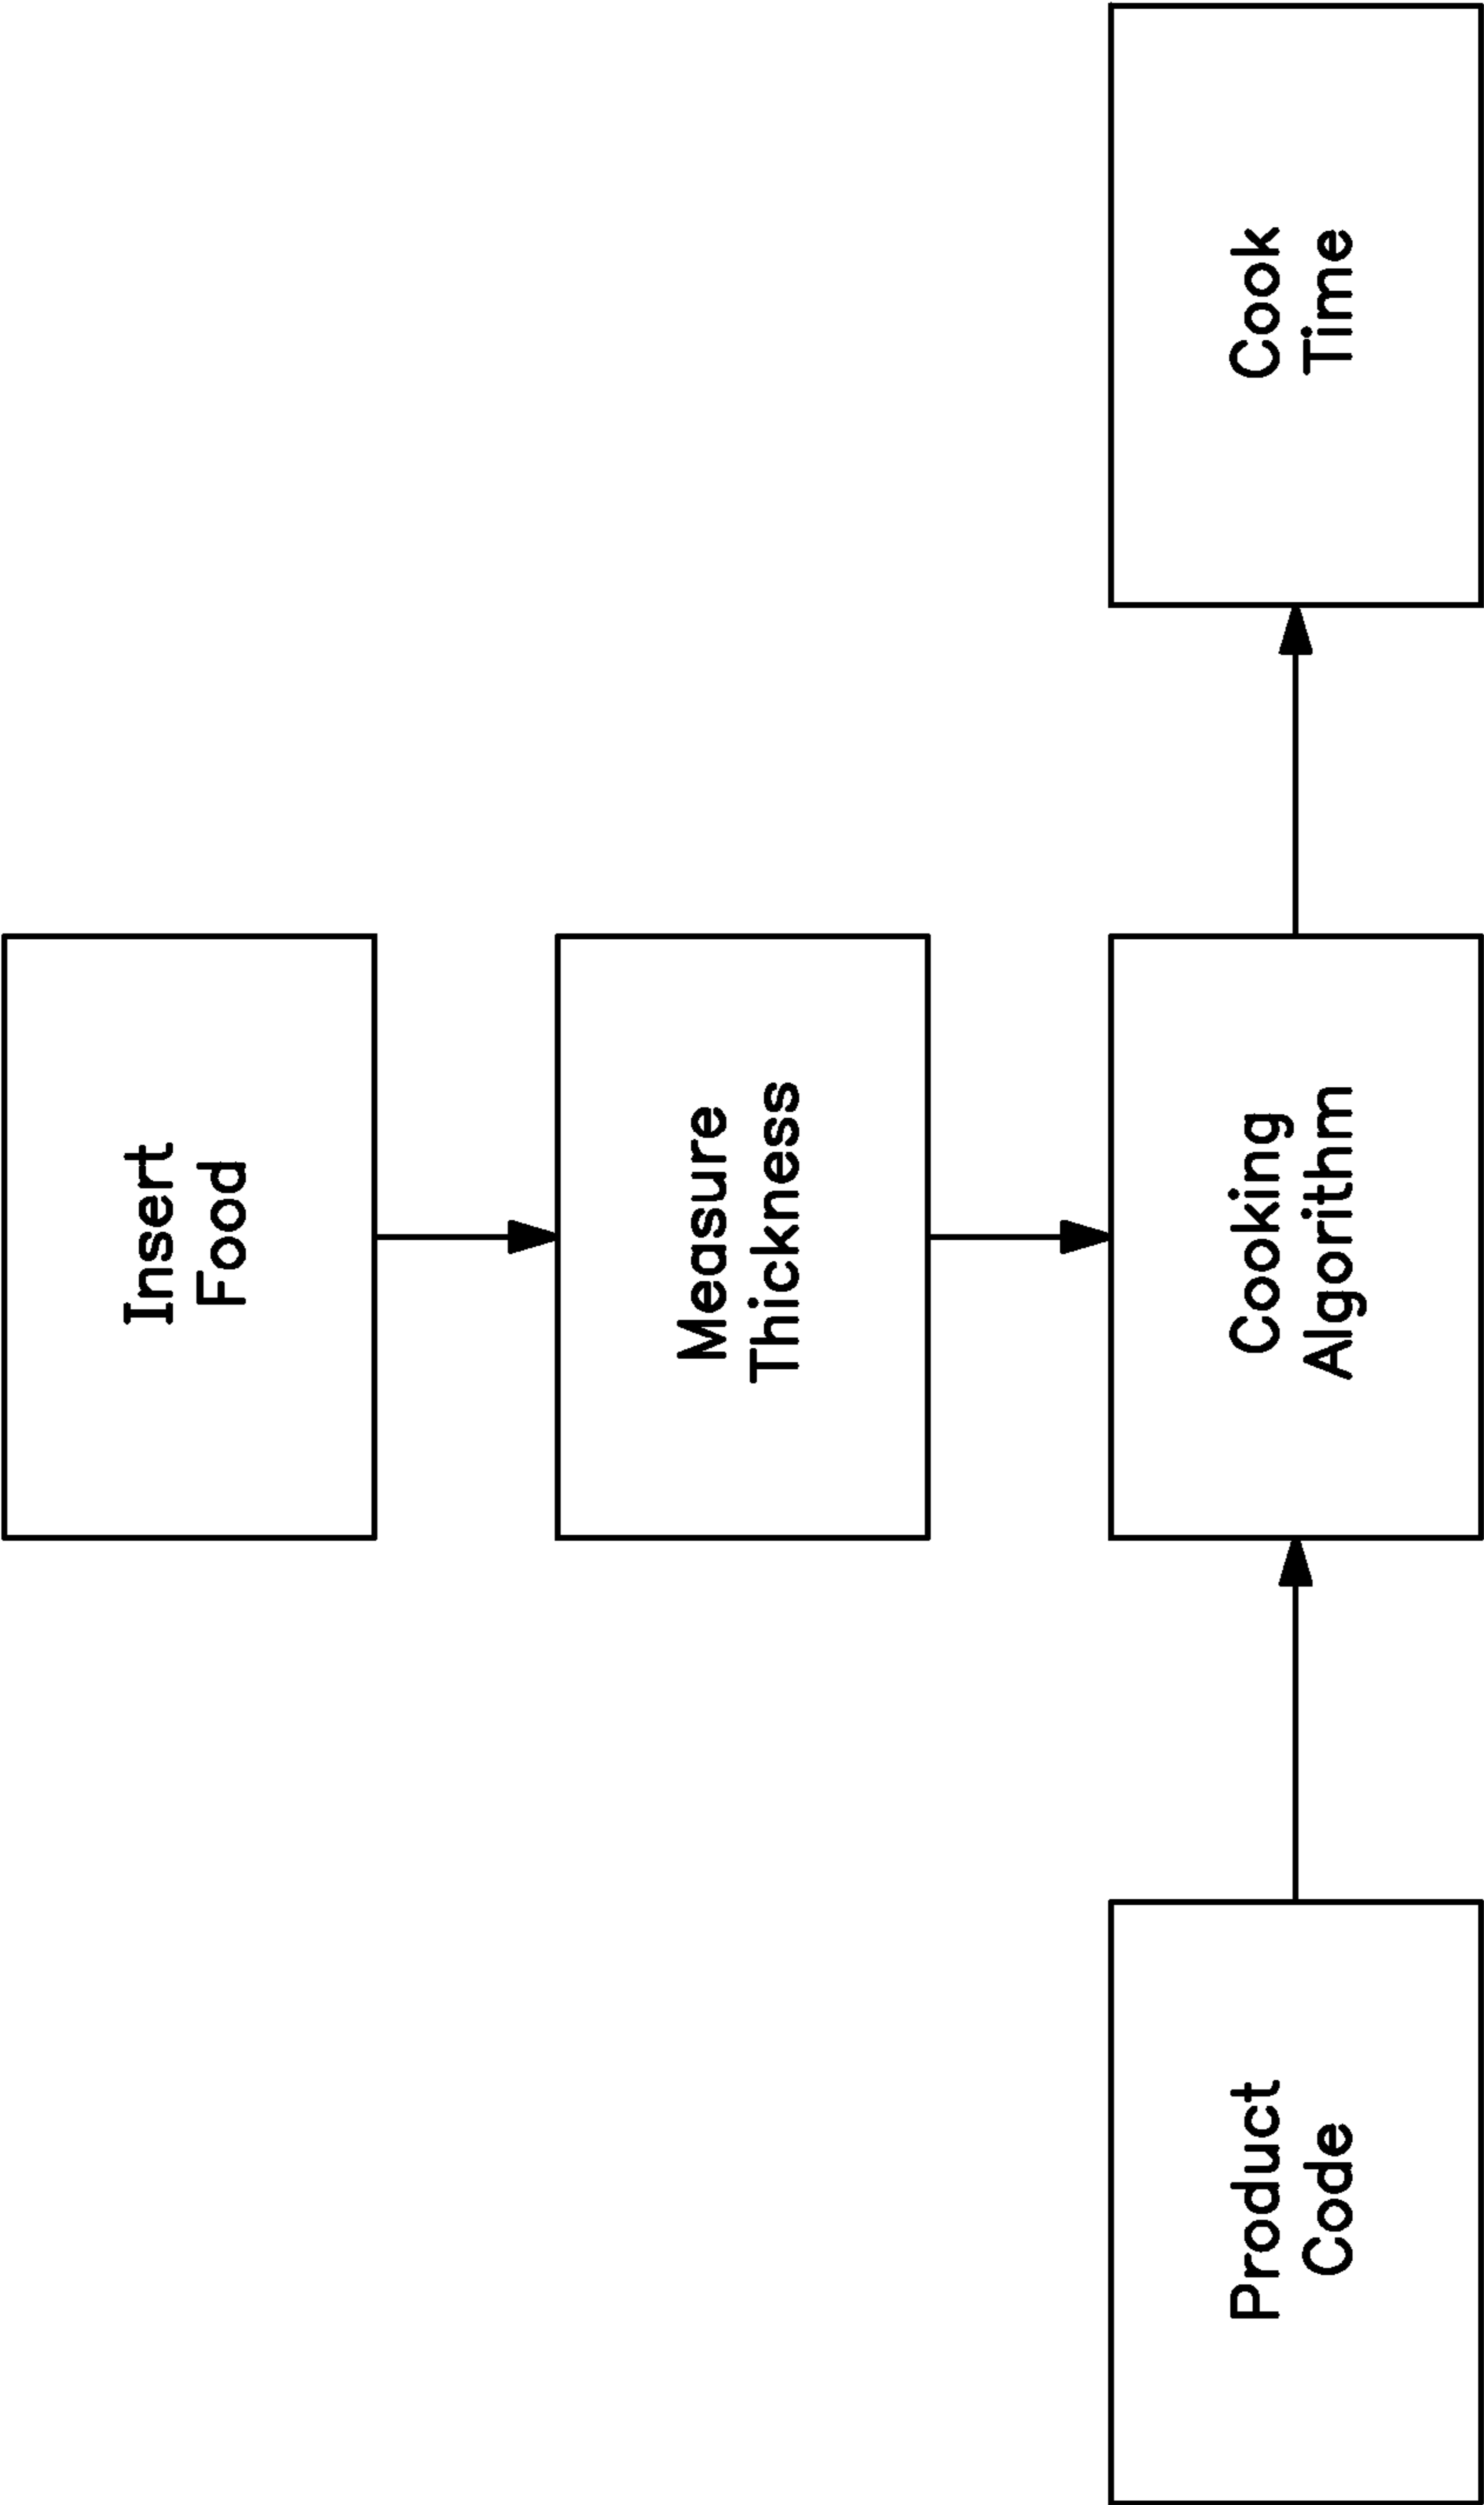 Insert
Food
Measure
Thickness
Product
Code
Cooking
Algorithm
Cook
Time